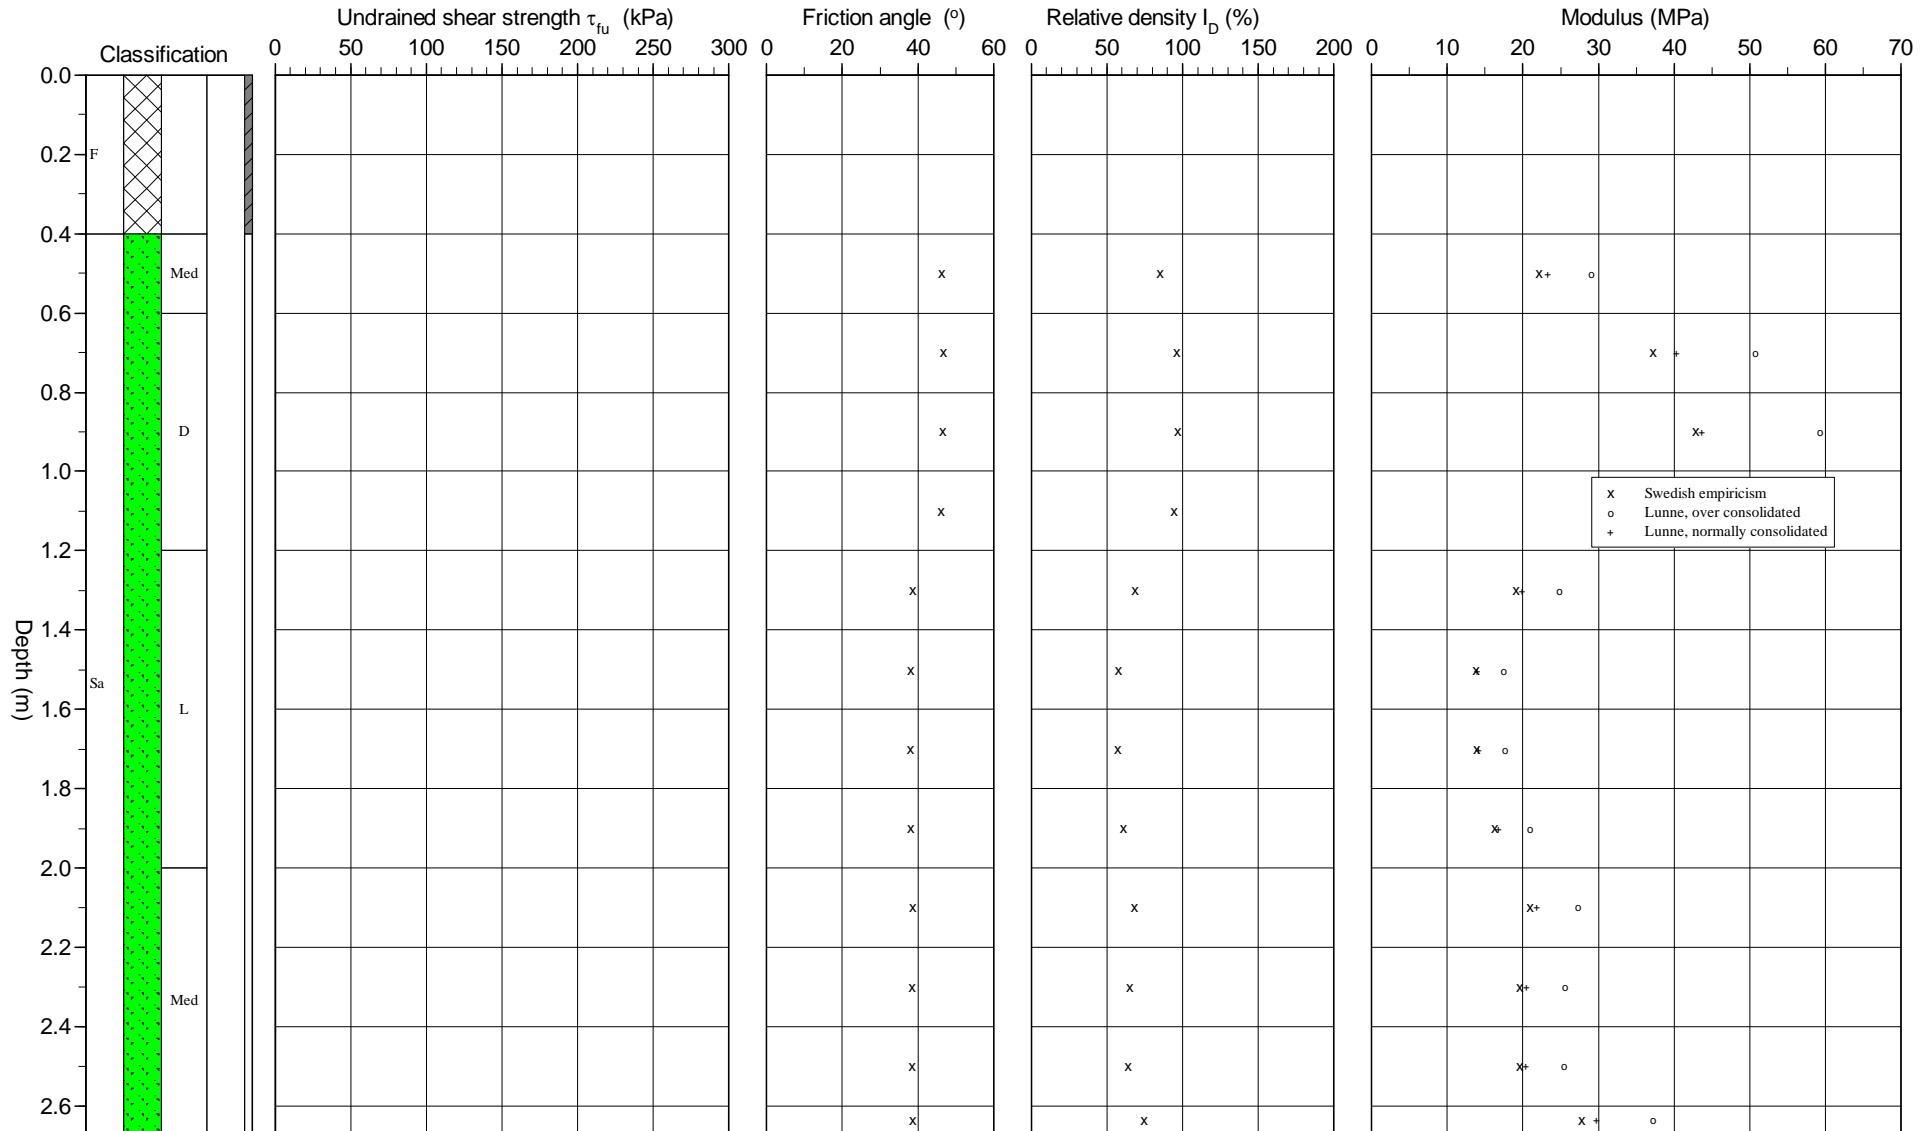 Undrained shear strength τfu (kPa) Friction angle (o) Relative density ID (%) Modulus (MPa)
Classification
0 50 100 150 200 250 300 0 20 40 60 0 50 100 150 200 0 10 20 30 40 50 60 70
0.0
0.2
F
0.4
Med
0.6
0.8
D
1.0
x Swedish empiricism
o Lunne, over consolidated
+ Lunne, normally consolidated
1.2
1.4
Depth (m)
Sa
1.6
L
1.8
2.0
2.2
Med
2.4
2.6